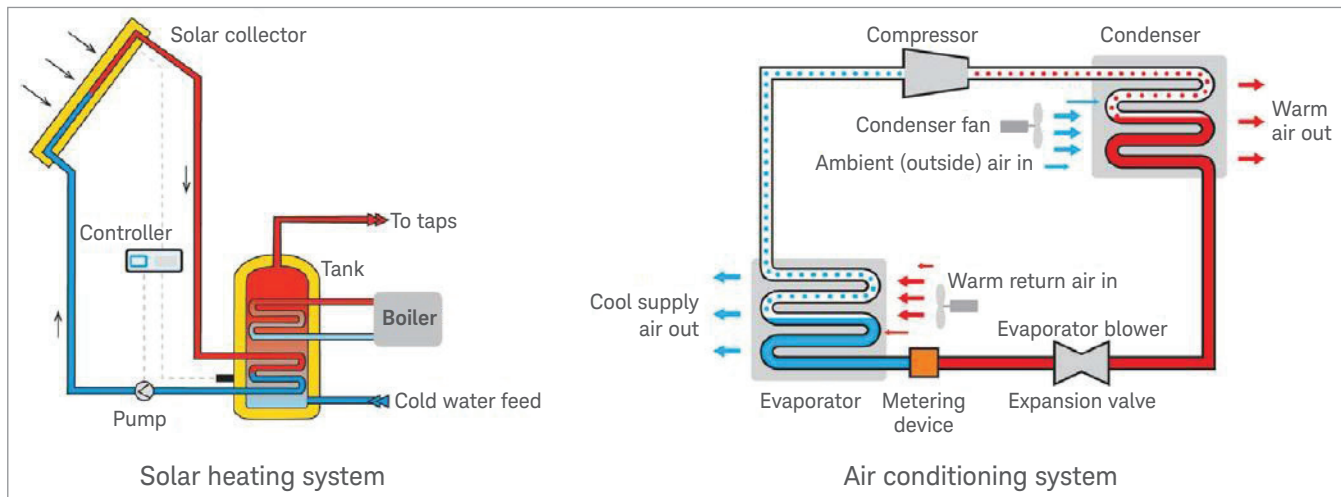 Solar collector
Controller
To taps
Tank
Boiler
Pump
Cold water feed
Solar heating system
Compressor
Condenser
Condenser fan
Ambient (outside) air in
Warm
air out
Warm return air in
Cool supply
air out
Evaporator blower
Evaporator
Metering
device
Expansion valve
Air conditioning system